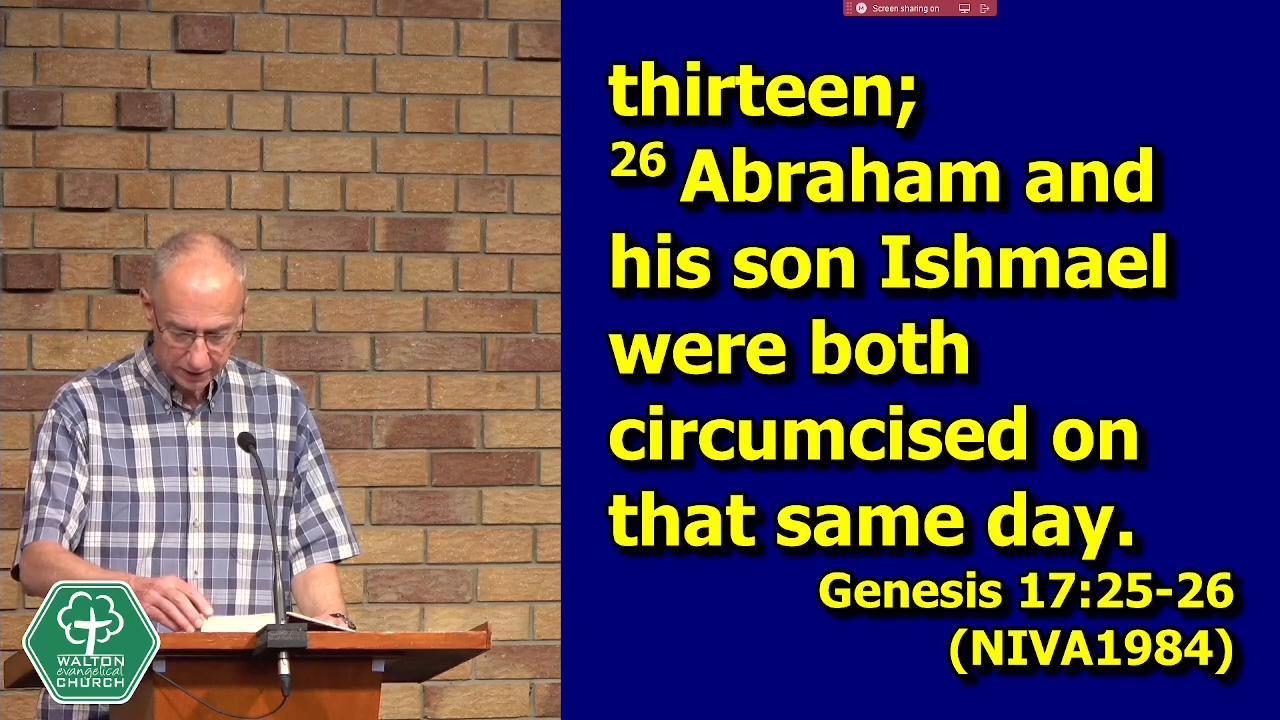 Screen sharing on
thirteen;
26 Abraham and
his son Ishmael
were both
circumcised on
that same day.
Genesis 17:25-26
(NIVA1984)
WALTON
evangelical
CHURCH